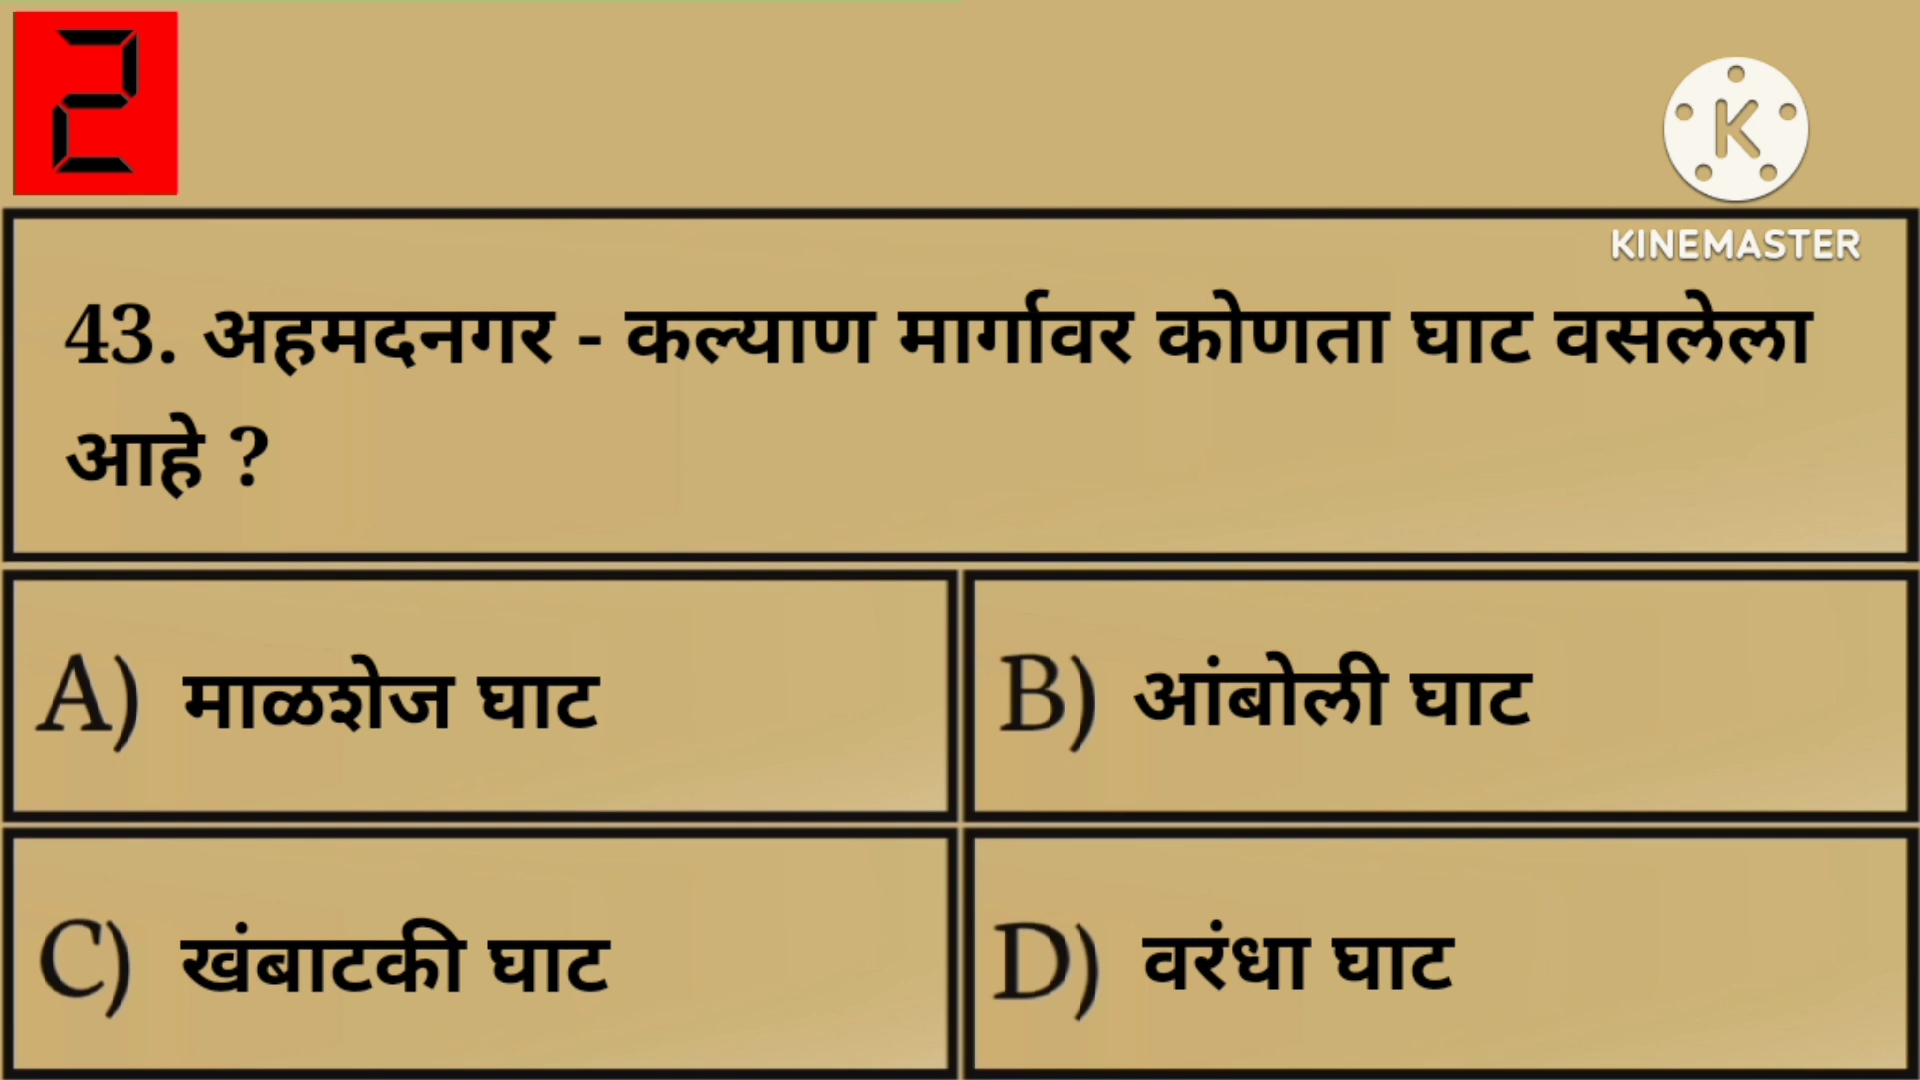 2
K
KINEMASTER
43. अहमदनगर - कल्याण मार्गावर कोणता घाट वसलेला
आहे ?
A) माळशेज घाट
B) आंबोली घाट
C) खंबाटकी घाट
D) वरंधा घाट